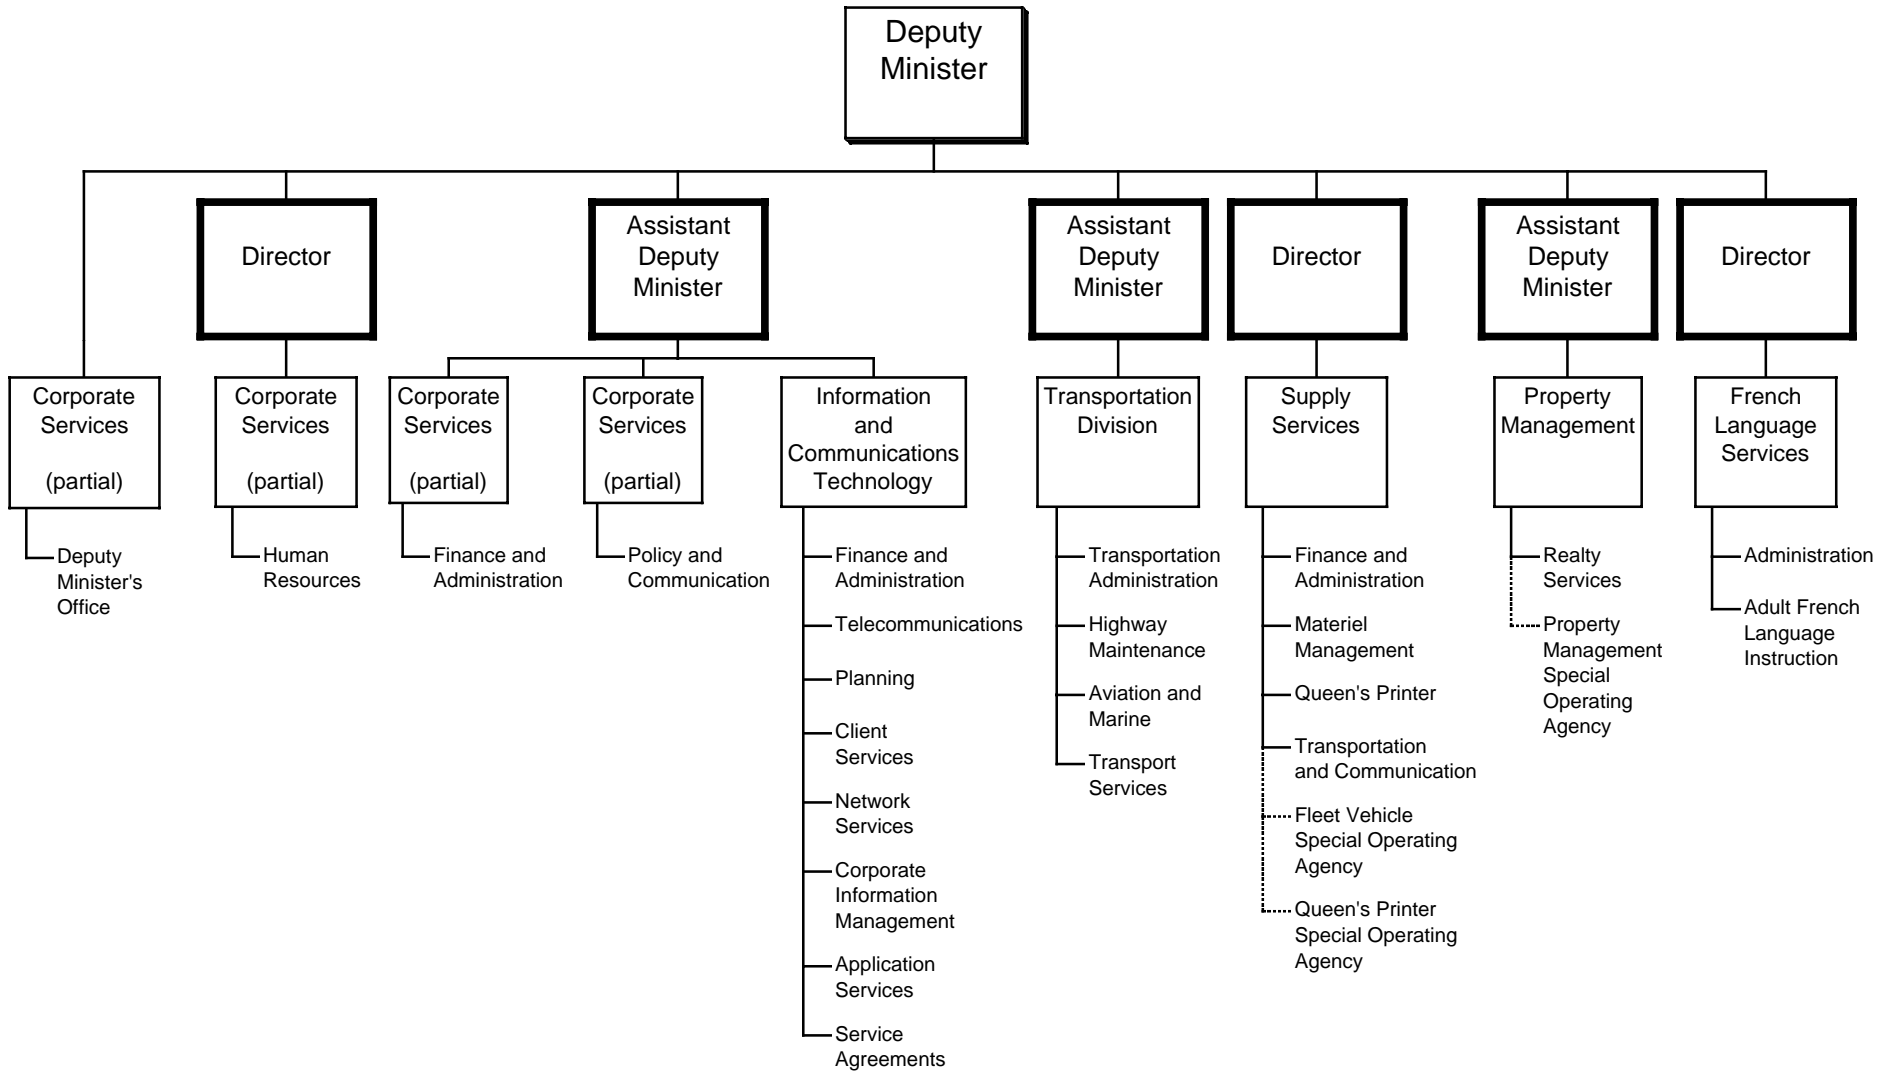 Deputy
Minister
Director
Assistant
Deputy
Minister
Assistant
Deputy
Minister
Director
Assistant
Deputy
Minister
Director
Corporate
Services
(partial)
Deputy
Minister's
Office
Corporate
Services
(partial)
Human
Resources
Corporate
Services
(partial)
Finance and
Administration
Corporate
Services
(partial)
Policy and
Communication
Information
and
Communications
Technology
Finance and
Administration
Telecommunications
Planning
Client
Services
Network
Services
Corporate
Information
Management
Application
Services
Service
Agreements
Transportation
Division
Transportation
Administration
Highway
Maintenance
Aviation and
Marine
Transport
Services
Supply
Services
Finance and
Administration
Materiel
Management
Queen's Printer
Transportation
and Communication
Fleet Vehicle
Special Operating
Agency
Queen's Printer
Special Operating
Agency
Property
Management
Realty
Services
Property
Management
Special
Operating
Agency
French
Language
Services
Administration
Adult French
Language
Instruction